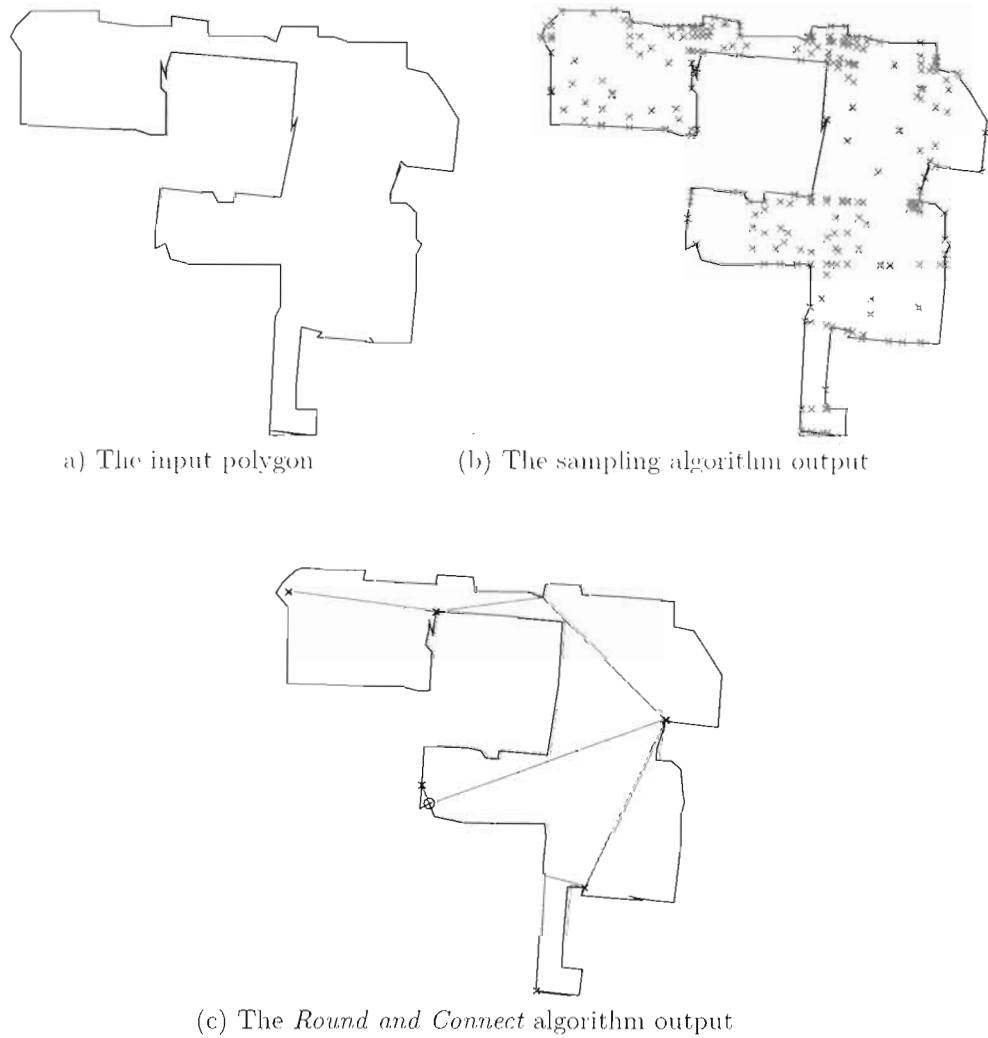 a) The input polygon
(b) The sampling algorithm output
(c) The Round and Connect algorithm output